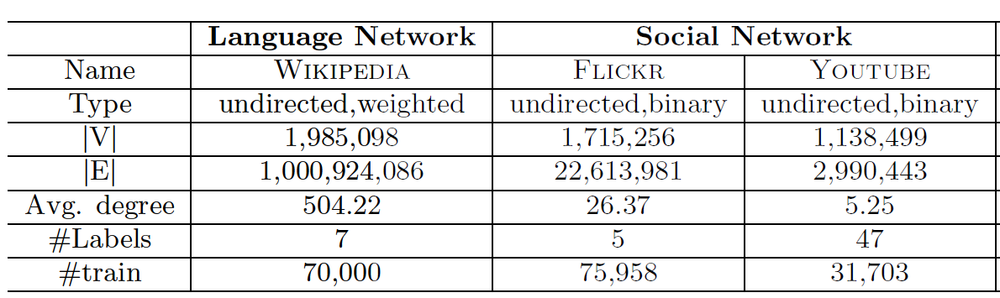 Language Network Social Network
Name WIKIPEDIA FLICKR YOUTUBE
Type undirected,weighted undirected,binary undirected,binary
|V| 1,985,098 1,715,256 1,138,499
|E| 1,000,924,086 22,613,981 2,990,443
Avg. degree 504.22 26.37 5.25
#Labels 7 5 47
#train 70,000 75,958 31,703